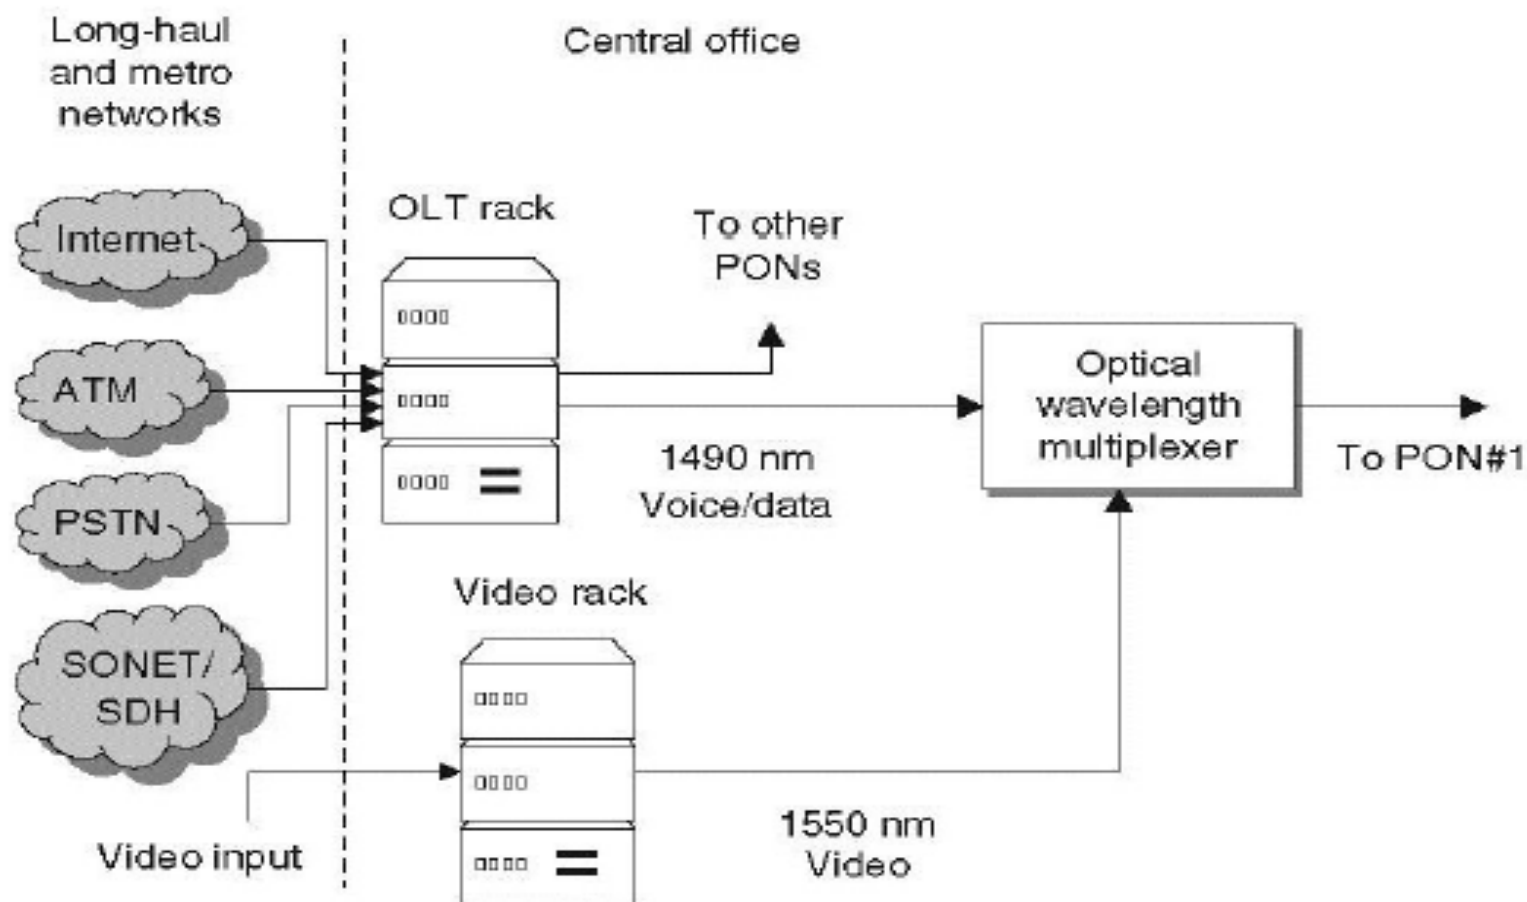 Long-haul
and metro
networks
Central office
Internet
ATM
PSTN
SONET/
SDH
Video input
OLT rack
To other
PONs
1490 nm
Voice/data
Video rack
1550 nm
Video
Optical
wavelength
multiplexer
To PON#1